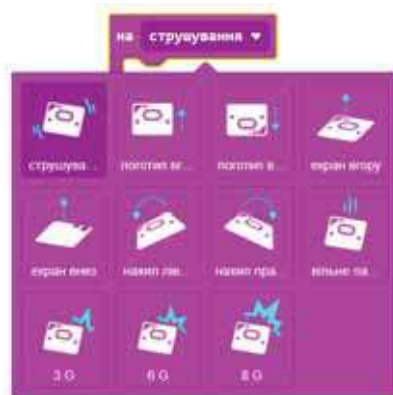 на струшування
струшува... логотип вг... логотип в... екран вгору
екран вниз нахил лів... нахил пра... вільне па...
3 G 6 G 8 G